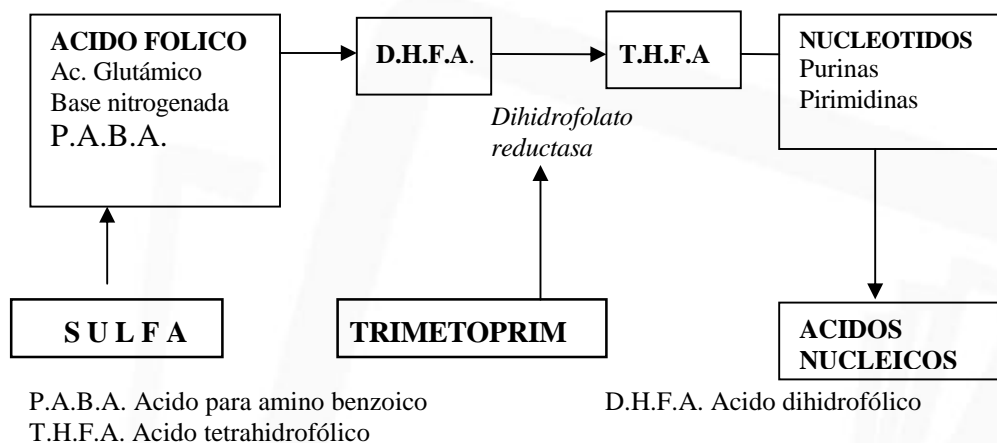 ACIDO FOLICO
Ac. Glutámico
Base nitrogenada
P.A.B.A.
D.H.F.A.
T.H.F.A
NUCLEOTIDOS
Purinas
Pirimidinas
Dihidrofolato
reductasa
S U L F A
TRIMETOPRIM
ACIDOS
NUCLEICOS
P.A.B.A. Acido para amino benzoico
D.H.F.A. Acido dihidrofólico
T.H.F.A. Acido tetrahidrofólico